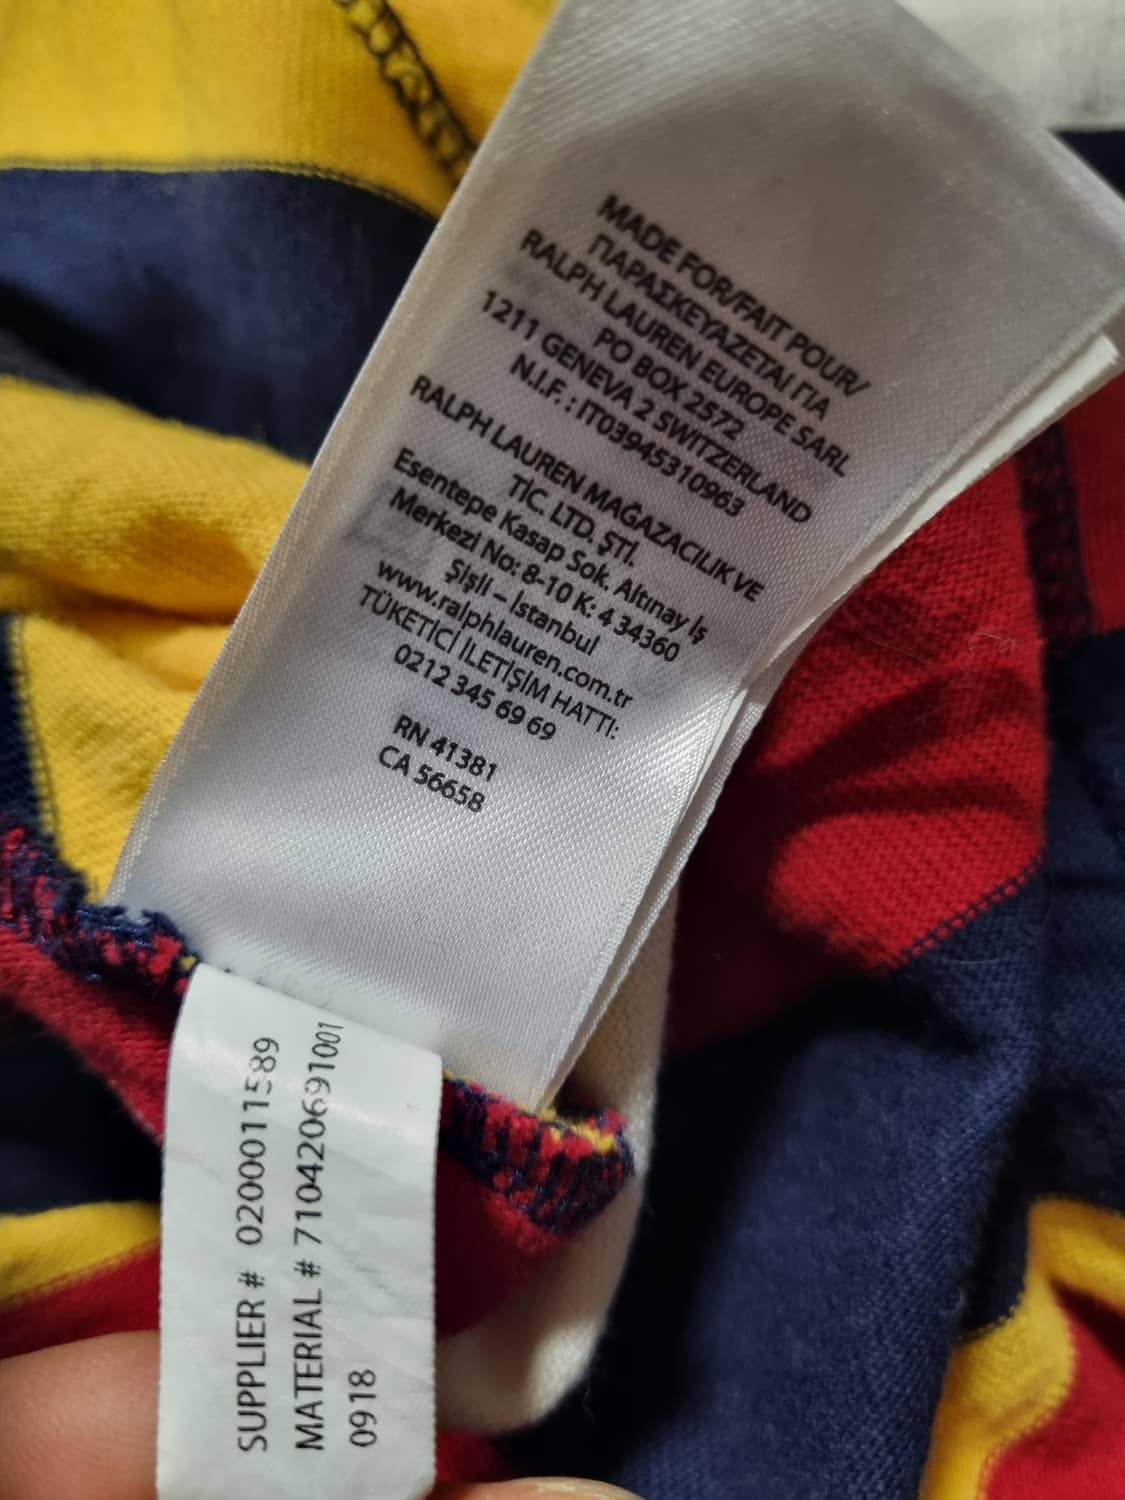 MADE FOR/FAIT POUR/
ΠΑΡΑΣΚΕΥΑΖΕΤΑΙ ΓΙΑ
RALPH LAUREN EUROPE SARL
PO BOX 2572
1211 GENEVA 2 SWITZERLAND
N.I.F. : IT03945310963
RALPH LAUREN MAĞAZACILIK VE
TİC. LTD. ŞTİ.
Esentepe Kasap Sok. Altınay İş
Merkezi No: 8-10 K: 4 34360
Şişli – İstanbul
www.ralphlauren.com.tr
TÜKETİCİ İLETİŞİM HATTI:
0212 345 69 69
RN 41381
CA 56658
SUPPLIER # 0200011589
MATERIAL # 710420691001
0918